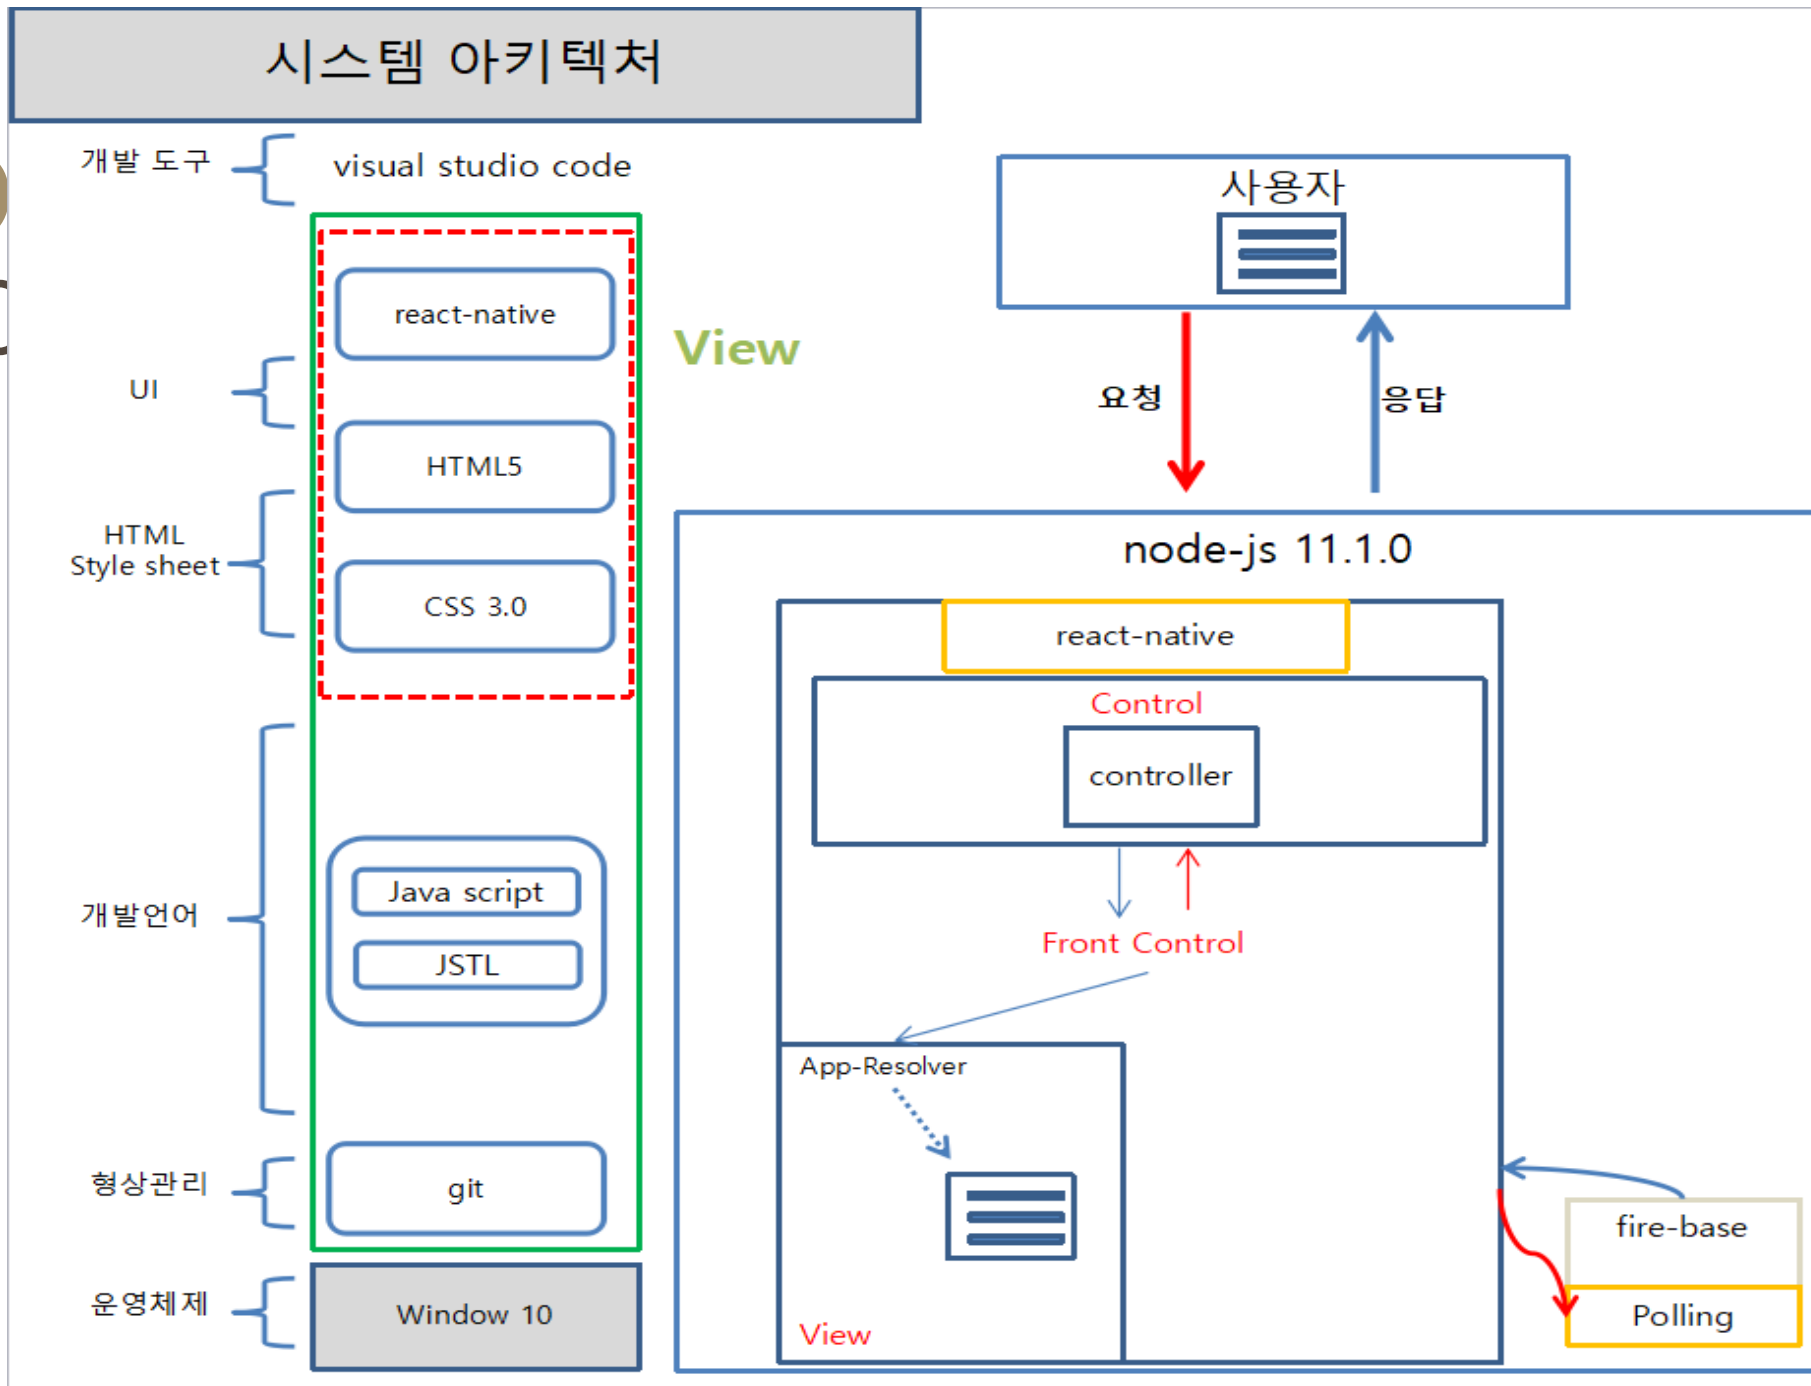 시스템 아키텍처
개발 도구
visual studio code
react-native
UI
HTML5
HTML
Style sheet
CSS 3.0
개발언어
Java script
JSTL
형상관리
git
운영체제
Window 10
View
사용자
요청
응답
node-js 11.1.0
react-native
Control
controller
Front Control
App-Resolver
View
fire-base
Polling